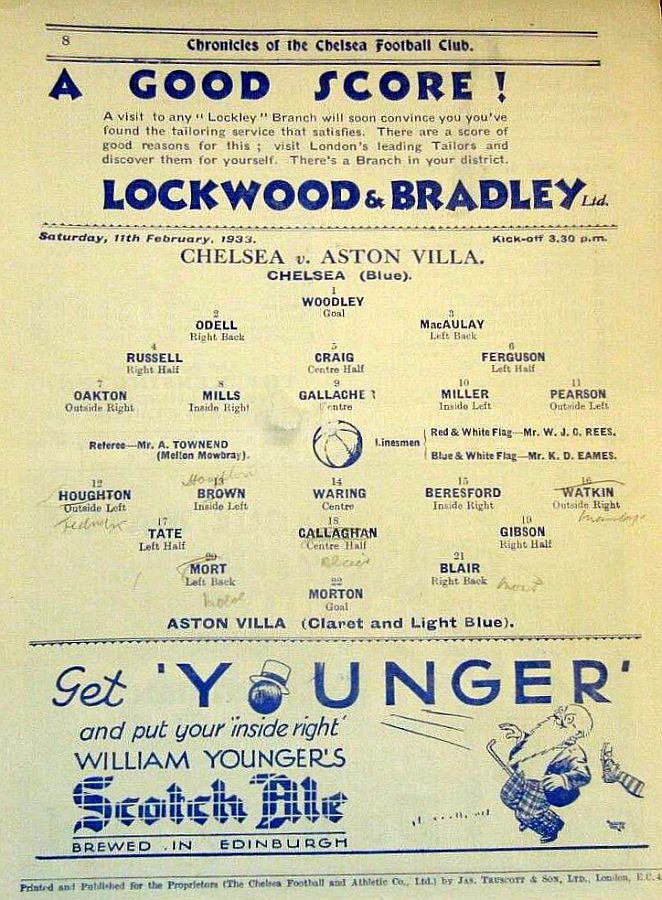 8
Chronicles of the Chelsea Football Club.
A GOOD SCORE!
A visit to any "Lockley" Branch will soon convince you you've
found the tailoring service that satisfies. There are a score of
good reasons for this; visit London's leading Tailors and
discover them for yourself. There's a Branch in your district.
LOCKWOOD & BRADLEY Ltd.
Saturday, 11th February, 1933. Kick-off 3.30 p.m.
CHELSEA v. ASTON VILLA.
CHELSEA (Blue).
1
WOODLEY
Goal
2 3
ODELL MacAULAY
Right Back Left Back
4 5 6
RUSSELL CRAIG FERGUSON
Right Half Centre Half Left Half
7 8 9 10 11
OAKTON MILLS GALLACHER MILLER PEARSON
Outside Right Inside Right Centre Inside Left Outside Left
Referee—Mr. A. TOWNEND
(Melton Mowbray).
Linesmen
Red & White Flag—Mr. W. J. C. REES.
Blue & White Flag—Mr. K. D. EAMES.
Houghton
12 13 14 15 16
HOUGHTON BROWN WARING BERESFORD WATKIN
Outside Left Inside Left Centre Inside Right Outside Right
17 18 19
TATE CALLAGHAN GIBSON
Left Half Centre Half Right Half
20 21
MORT BLAIR
Left Back Right Back
Mort
22
MORTON
Goal
ASTON VILLA (Claret and Light Blue).
Get 'YOUNGER'
and put your 'inside right'
WILLIAM YOUNGER'S
Scotch Ale
BREWED IN EDINBURGH
Printed and Published for the Proprietors (The Chelsea Football and Athletic Co., Ltd.) by JAS. TRUSCOTT & SON, LTD., London, E.C.4